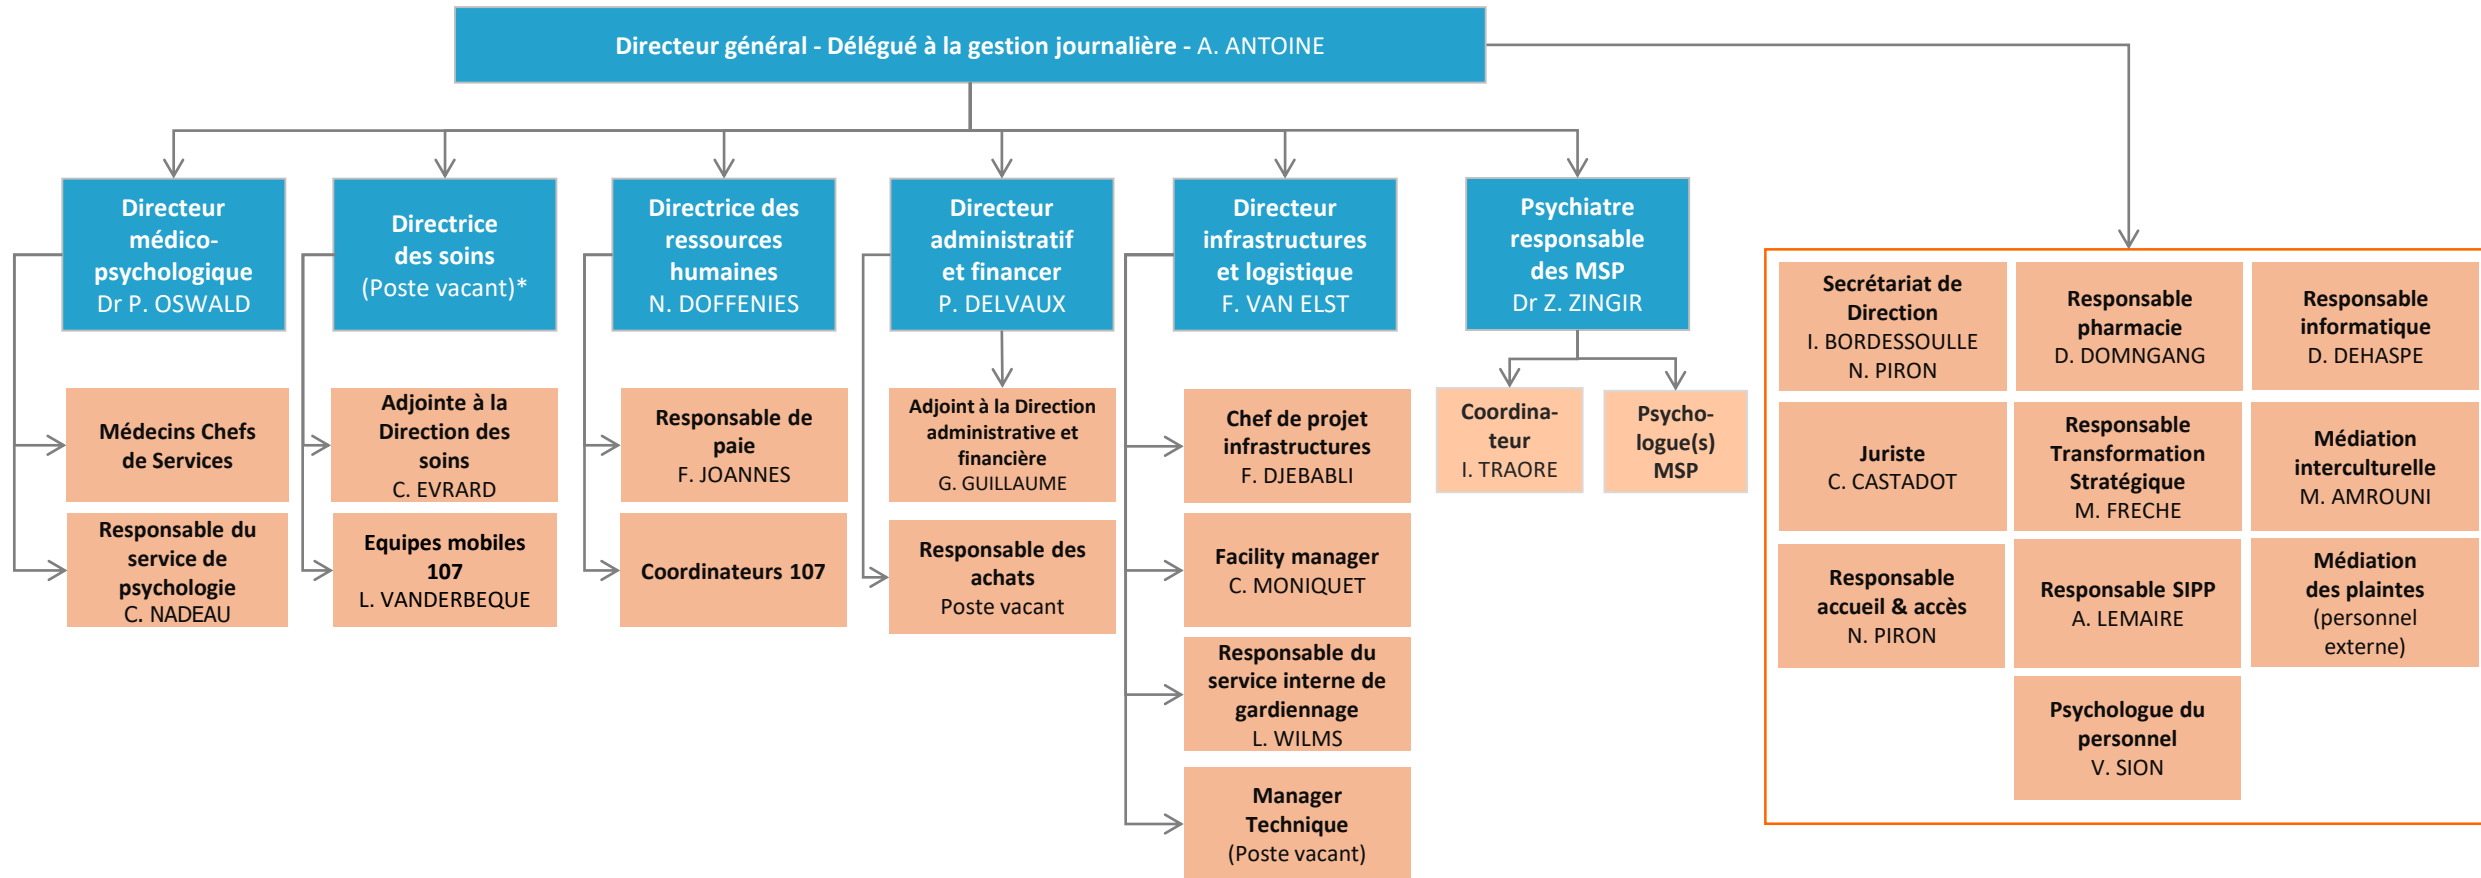 Directeur général - Délégué à la gestion journalière - A. ANTOINE
Directeur
médico-
psychologique
Dr P. OSWALD
Directrice
des soins
(Poste vacant)*
Directrice des
ressources
humaines
N. DOFFENIES
Directeur
administratif
et financer
P. DELVAUX
Directeur
infrastructures
et logistique
F. VAN ELST
Psychiatre
responsable
des MSP
Dr Z. ZINGIR
Médecins Chefs
de Services
Responsable du
service de
psychologie
C. NADEAU
Adjointe à la
Direction des
soins
C. EVRARD
Equipes mobiles
107
L. VANDERBEQUE
Responsable de
paie
F. JOANNES
Coordinateurs 107
Adjoint à la Direction
administrative et
financière
G. GUILLAUME
Responsable des
achats
Poste vacant
Chef de projet
infrastructures
F. DJEBABLI
Facility manager
C. MONIQUET
Responsable du
service interne de
gardiennage
L. WILMS
Manager
Technique
(Poste vacant)
Coordina-
teur
I. TRAORE
Psycho-
logue(s)
MSP
Secrétariat de
Direction
I. BORDESSOULLE
N. PIRON
Responsable
pharmacie
D. DOMNGANG
Responsable
informatique
D. DEHASPE
Juriste
C. CASTADOT
Responsable
Transformation
Stratégique
M. FRECHE
Médiation
interculturelle
M. AMROUNI
Responsable
accueil & accès
N. PIRON
Responsable SIPP
A. LEMAIRE
Médiation
des plaintes
(personnel
externe)
Psychologue du
personnel
V. SION